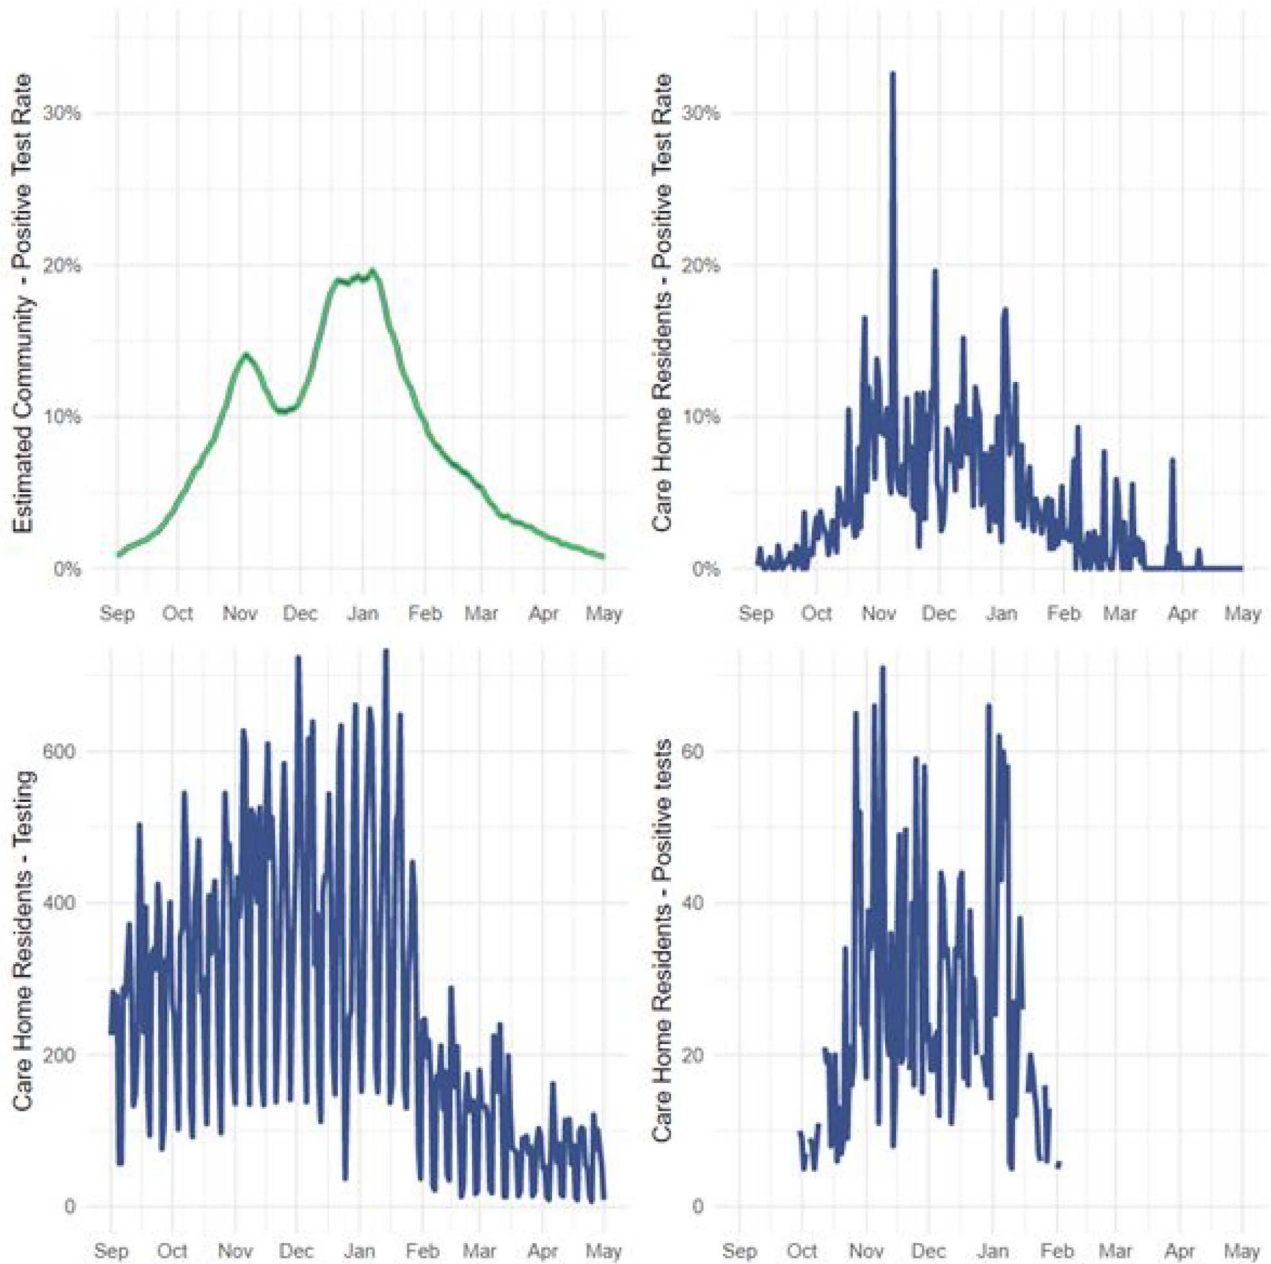 Estimated Community - Positive Test Rate
30%
20%
10%
0%
Sep Oct Nov Dec Jan Feb Mar Apr May
Care Home Residents - Positive Test Rate
30%
20%
10%
0%
Sep Oct Nov Dec Jan Feb Mar Apr May
Care Home Residents - Testing
600
400
200
0
Sep Oct Nov Dec Jan Feb Mar Apr May
Care Home Residents - Positive tests
60
40
20
0
Sep Oct Nov Dec Jan Feb Mar Apr May